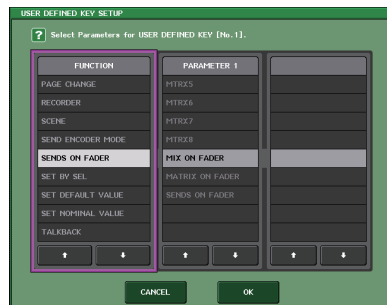 USER DEFINED KEY SETUP
? Select Parameters for USER DEFINED KEY [No.1].
FUNCTION
PARAMETER 1
PAGE CHANGE
MTRX5
RECORDER
MTRX6
SCENE
MTRX7
SEND ENCODER MODE
MTRX8
SENDS ON FADER
MIX ON FADER
SET BY SEL
MATRIX ON FADER
SET DEFAULT VALUE
SENDS ON FADER
SET NOMINAL VALUE
TALKBACK
CANCEL
OK